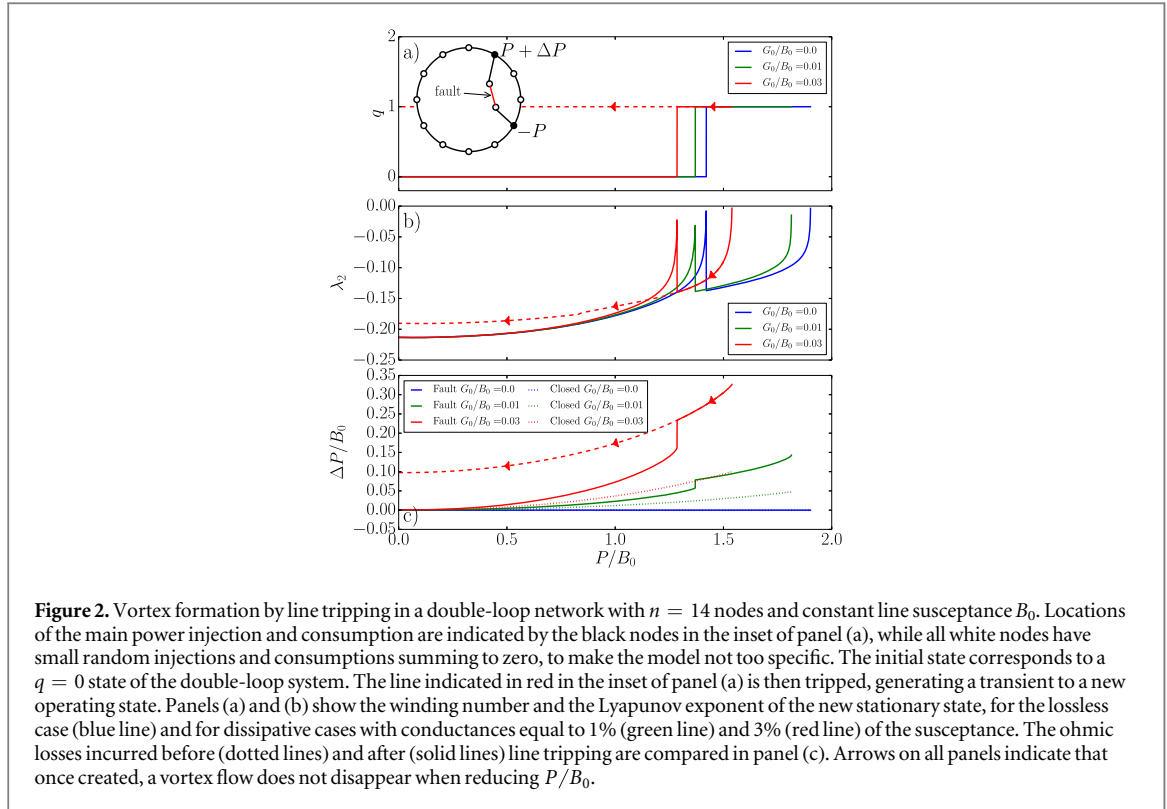 2
a)
P + ΔP
fault
−P
q
1
0
G₀/B₀ =0.0
G₀/B₀ =0.01
G₀/B₀ =0.03
0.00
b)
−0.05
−0.10
λ₂
−0.15
−0.20
−0.25
G₀/B₀ =0.0
G₀/B₀ =0.01
G₀/B₀ =0.03
0.35
0.30
0.25
0.20
ΔP/B₀
0.15
0.10
0.05
0.00
−0.05
Fault G₀/B₀ =0.0 Closed G₀/B₀ =0.0
Fault G₀/B₀ =0.01 Closed G₀/B₀ =0.01
Fault G₀/B₀ =0.03 Closed G₀/B₀ =0.03
c)
0.0 0.5 1.0 1.5 2.0
P/B₀
Figure 2. Vortex formation by line tripping in a double-loop network with n = 14 nodes and constant line susceptance B₀. Locations
of the main power injection and consumption are indicated by the black nodes in the inset of panel (a), while all white nodes have
small random injections and consumptions summing to zero, to make the model not too specific. The initial state corresponds to a
q = 0 state of the double-loop system. The line indicated in red in the inset of panel (a) is then tripped, generating a transient to a new
operating state. Panels (a) and (b) show the winding number and the Lyapunov exponent of the new stationary state, for the lossless
case (blue line) and for dissipative cases with conductances equal to 1% (green line) and 3% (red line) of the susceptance. The ohmic
losses incurred before (dotted lines) and after (solid lines) line tripping are compared in panel (c). Arrows on all panels indicate that
once created, a vortex flow does not disappear when reducing P/B₀.